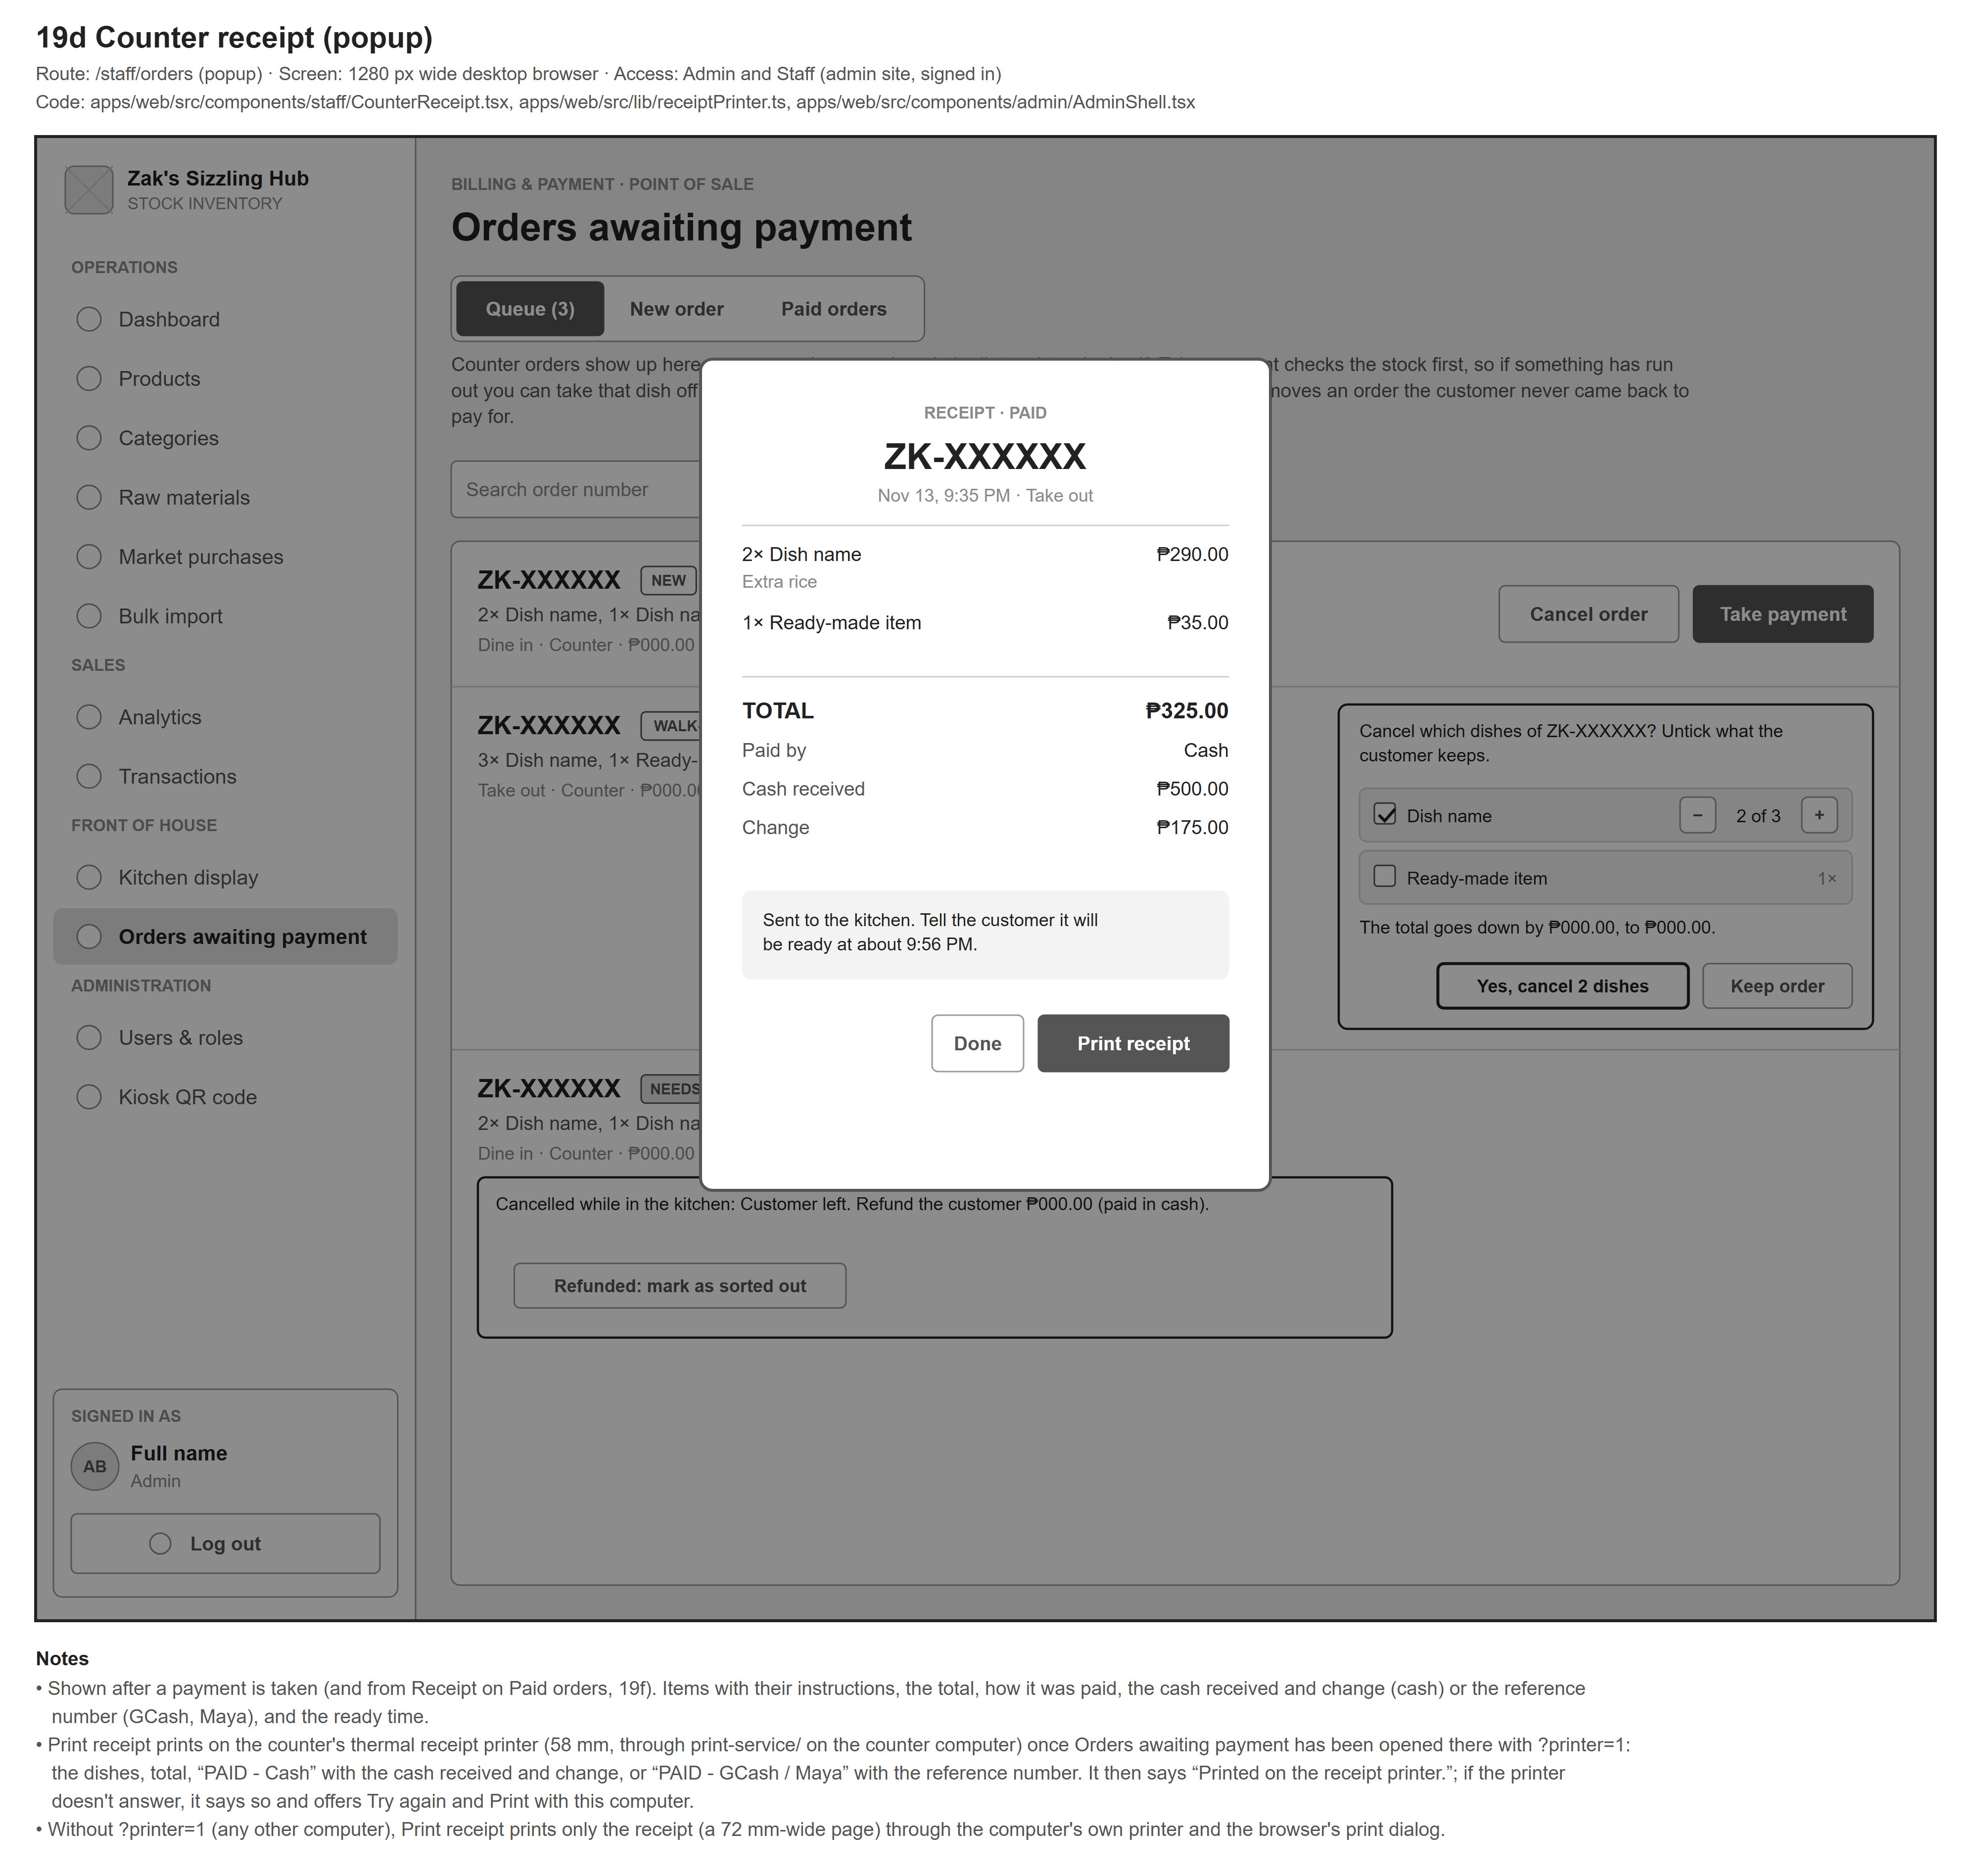 19d Counter receipt (popup)
Route: /staff/orders (popup) · Screen: 1280 px wide desktop browser · Access: Admin and Staff (admin site, signed in)
Code: apps/web/src/components/staff/CounterReceipt.tsx, apps/web/src/lib/receiptPrinter.ts, apps/web/src/components/admin/AdminShell.tsx
Zak's Sizzling Hub
STOCK INVENTORY
OPERATIONS
Dashboard
Products
Categories
Raw materials
Market purchases
Bulk import
SALES
Analytics
Transactions
FRONT OF HOUSE
Kitchen display
Orders awaiting payment
ADMINISTRATION
Users & roles
Kiosk QR code
SIGNED IN AS
AB
Full name
Admin
Log out
BILLING & PAYMENT · POINT OF SALE
Orders awaiting payment
Queue (3)
New order
Paid orders
Counter orders show up here checks the stock first, so if something has run
out you can take that dish off an order the customer never came back to
pay for.
Search order number
ZK-XXXXXX NEW
2× Dish name, 1× Dish
Dine in · Counter · ₱000.00
Cancel order
Take payment
ZK-XXXXXX
3× Dish name, 1×
Take out · Counter
Cancel which dishes of ZK-XXXXXX? Untick what the
customer keeps.
Dish name − 2 of 3 +
Ready-made item 1×
The total goes down by ₱000.00, to ₱000.00.
Yes, cancel 2 dishes
Keep order
ZK-XXXXXX NEEDS
2× Dish name, 1× Dish
Dine in · Counter · ₱000.00
Cancelled while in the kitchen: Customer left. Refund the customer ₱000.00 (paid in cash).
Refunded: mark as sorted out
RECEIPT · PAID
ZK-XXXXXX
Nov 13, 9:35 PM · Take out
2× Dish name ₱290.00
Extra rice
1× Ready-made item ₱35.00
TOTAL ₱325.00
Paid by Cash
Cash received ₱500.00
Change ₱175.00
Sent to the kitchen. Tell the customer it will
be ready at about 9:56 PM.
Done
Print receipt
Notes
• Shown after a payment is taken (and from Receipt on Paid orders, 19f). Items with their instructions, the total, how it was paid, the cash received and change (cash) or the reference
number (GCash, Maya), and the ready time.
• Print receipt prints on the counter's thermal receipt printer (58 mm, through print-service/ on the counter computer) once Orders awaiting payment has been opened there with ?printer=1:
the dishes, total, “PAID - Cash” with the cash received and change, or “PAID - GCash / Maya” with the reference number. It then says “Printed on the receipt printer.”; if the printer
doesn't answer, it says so and offers Try again and Print with this computer.
• Without ?printer=1 (any other computer), Print receipt prints only the receipt (a 72 mm-wide page) through the computer's own printer and the browser's print dialog.